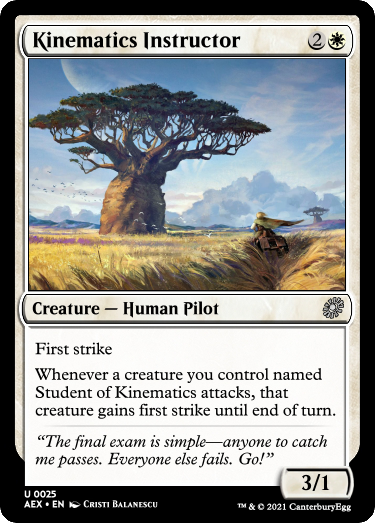 Kinematics Instructor 2
Creature — Human Pilot
First strike
Whenever a creature you control named
Student of Kinematics attacks, that
creature gains first strike until end of turn.
“The final exam is simple—anyone to catch
me passes. Everyone else fails. Go!”
3/1
U 0025
AEX • EN Cristi Balanescu
™ & © 2021 CanterburyEgg